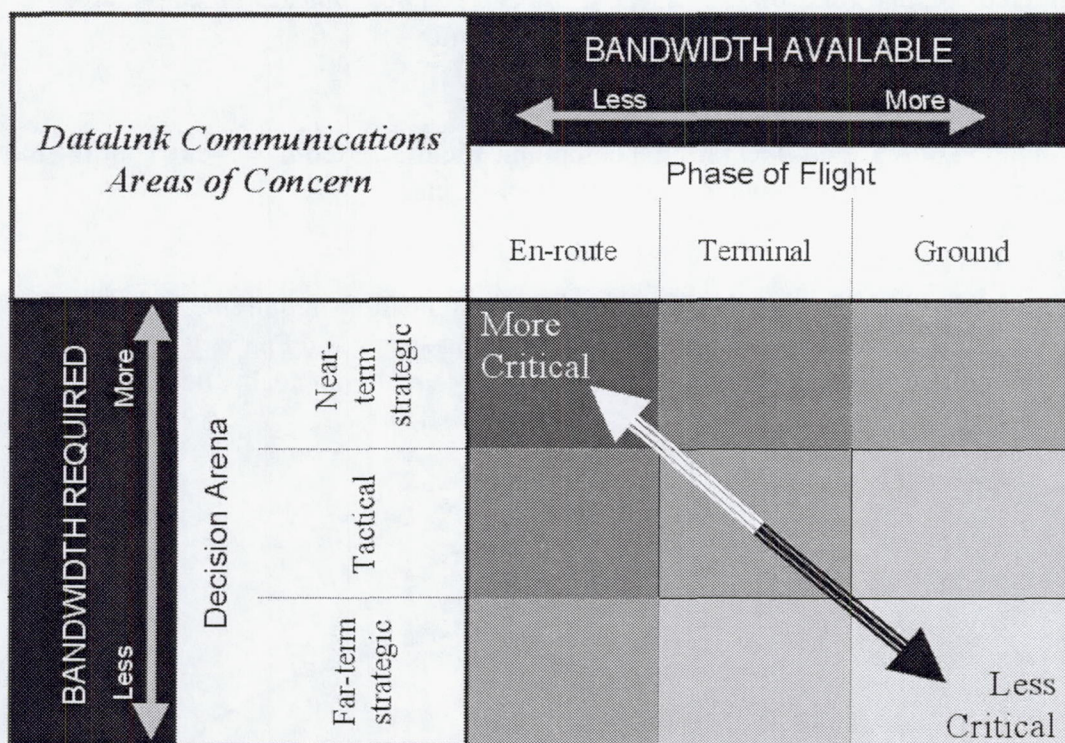 Datalink Communications
Areas of Concern
BANDWIDTH AVAILABLE
Less More
Phase of Flight
En-route Terminal Ground
BANDWIDTH REQUIRED
More
Less
Decision Arena
Near-
term
strategic
Tactical
Far-term
strategic
More
Critical
Less
Critical